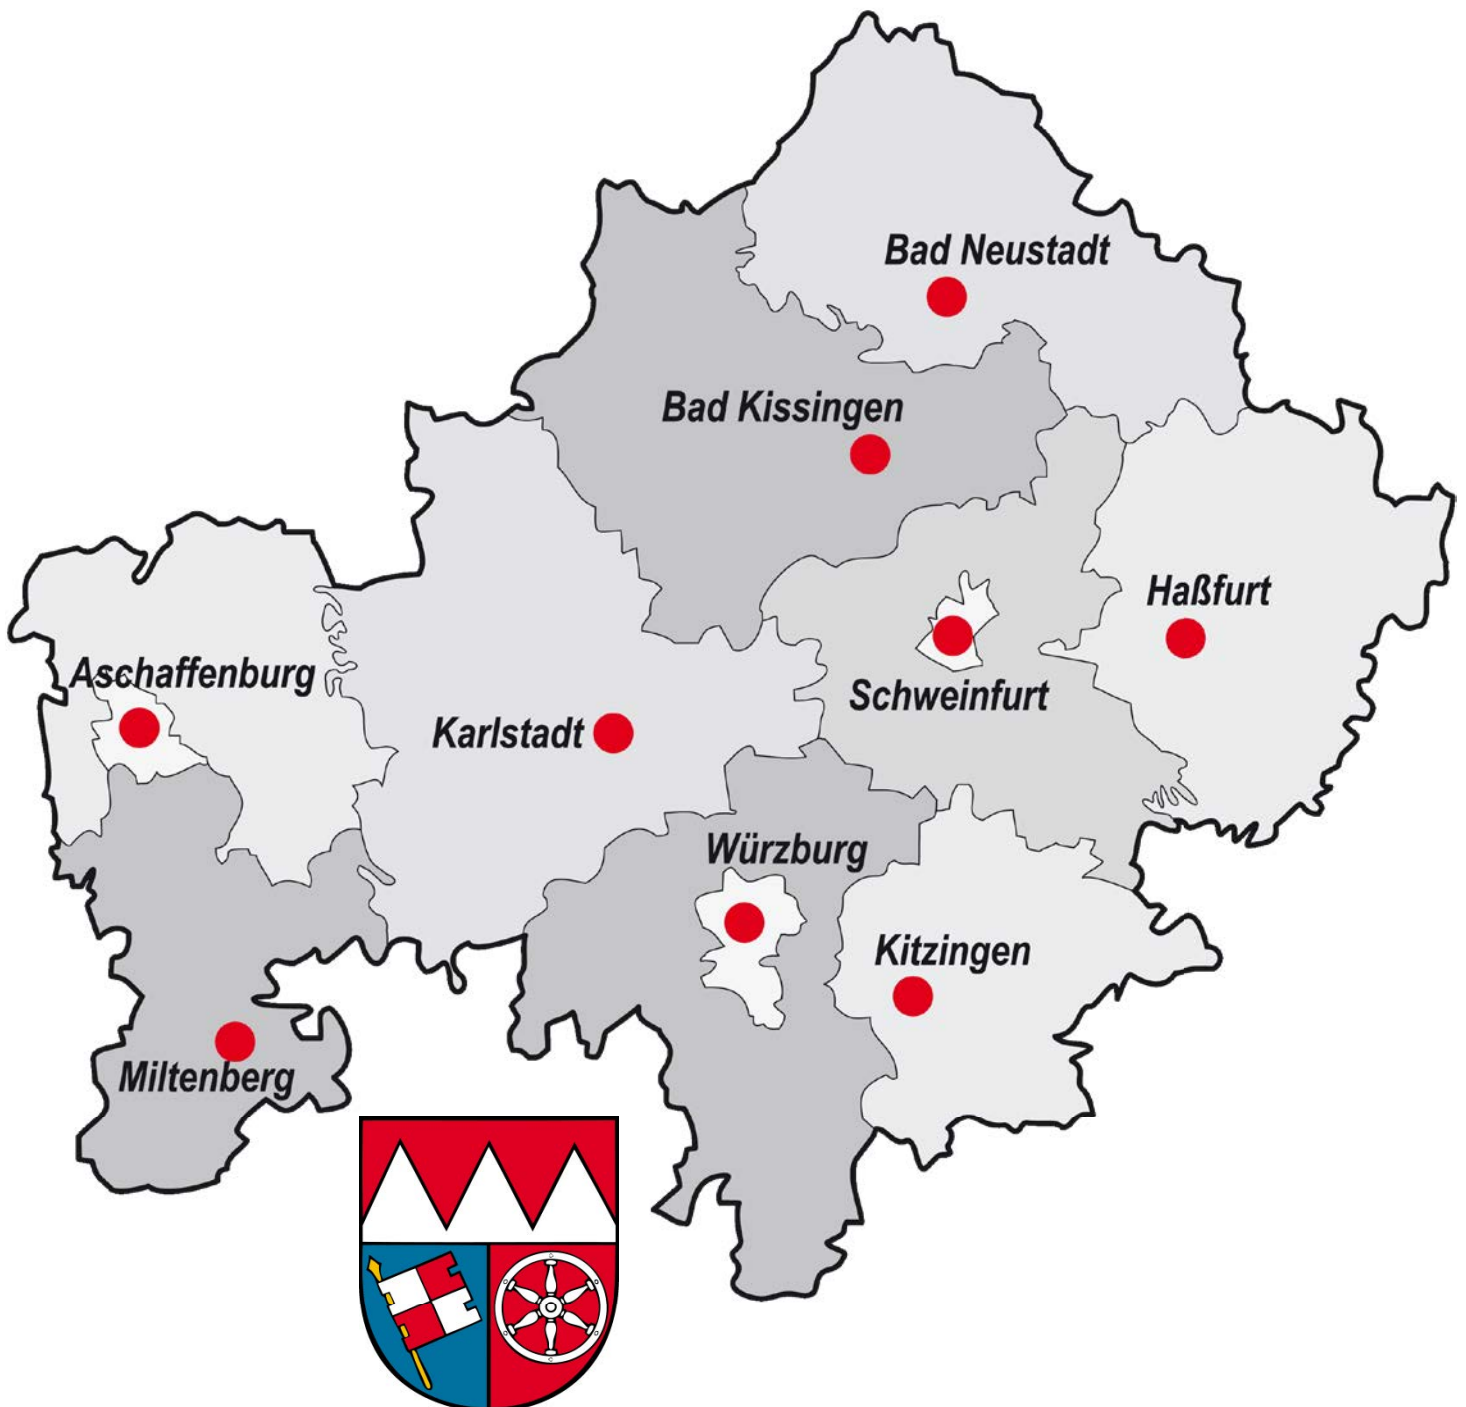 Bad Neustadt
Bad Kissingen
Haßfurt
Aschaffenburg
Schweinfurt
Karlstadt
Würzburg
Kitzingen
Miltenberg